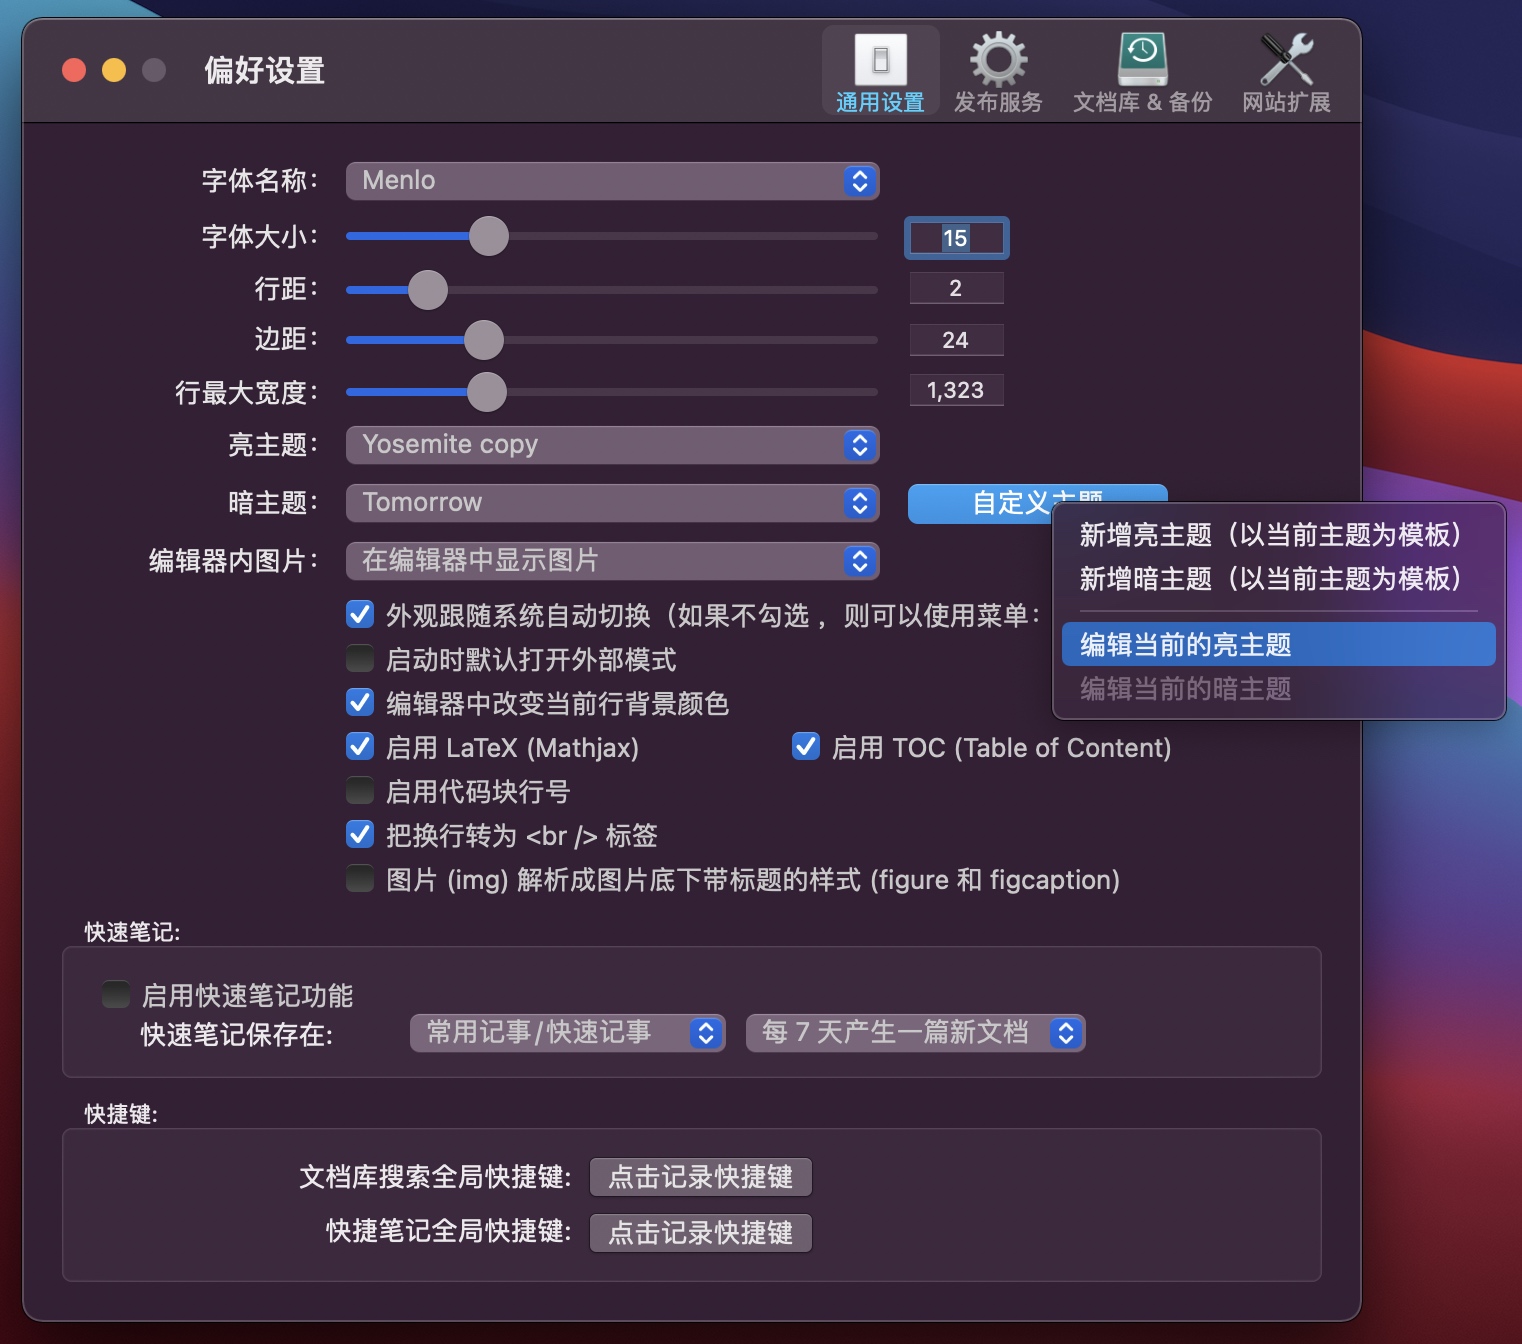 偏好设置
通用设置
发布服务
文档库 & 备份
网站扩展
字体名称：
Menlo
字体大小：
15
行距：
2
边距：
24
行最大宽度：
1,323
亮主题：
Yosemite copy
暗主题：
Tomorrow
自定义主题
新增亮主题（以当前主题为模板）
新增暗主题（以当前主题为模板）
编辑当前的亮主题
编辑当前的暗主题
编辑器内图片：
在编辑器中显示图片
外观跟随系统自动切换（如果不勾选，则可以使用菜单：
启动时默认打开外部模式
编辑器中改变当前行背景颜色
启用 LaTeX (Mathjax)
启用 TOC (Table of Content)
启用代码块行号
把换行转为 <br /> 标签
图片 (img) 解析成图片底下带标题的样式 (figure 和 figcaption)
快速笔记:
启用快速笔记功能
快速笔记保存在:
常用记事/快速记事
每 7 天产生一篇新文档
快捷键:
文档库搜索全局快捷键:
点击记录快捷键
快捷笔记全局快捷键:
点击记录快捷键